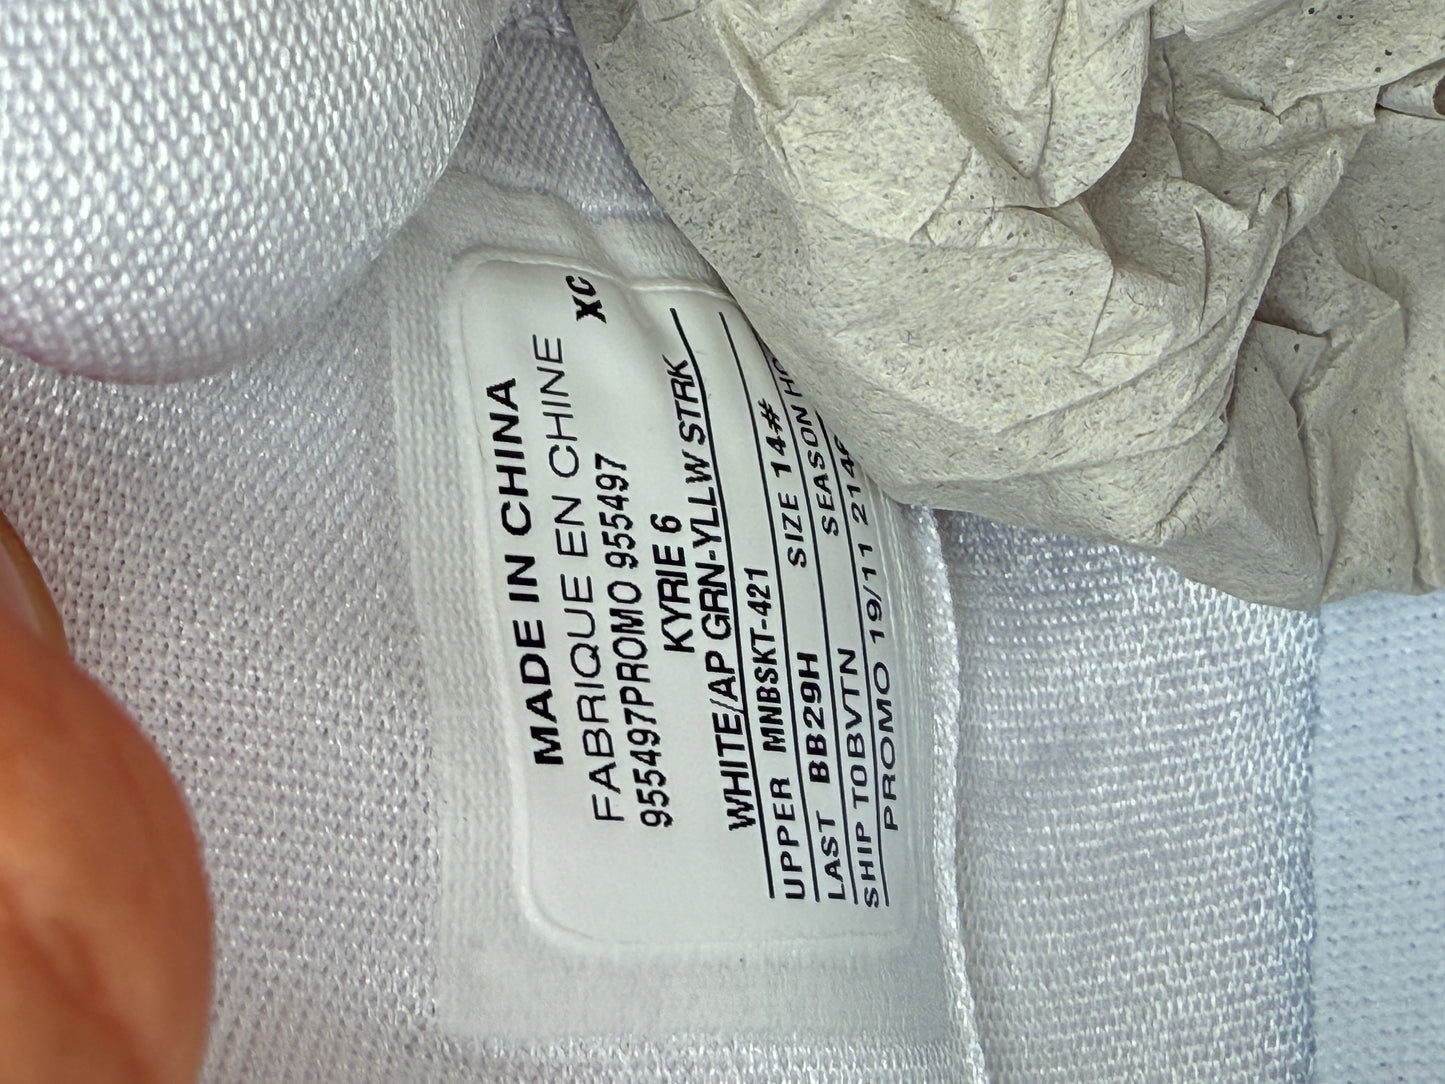 XC
MADE IN CHINA
FABRIQUE EN CHINE
955497PROMO 955497
KYRIE 6
WHITE/AP GRN-YLLW STRK
UPPER MNBSKT-421 SIZE 14#
LAST BB29H SEASON
SHIP TOBVTN
PROMO 19/11